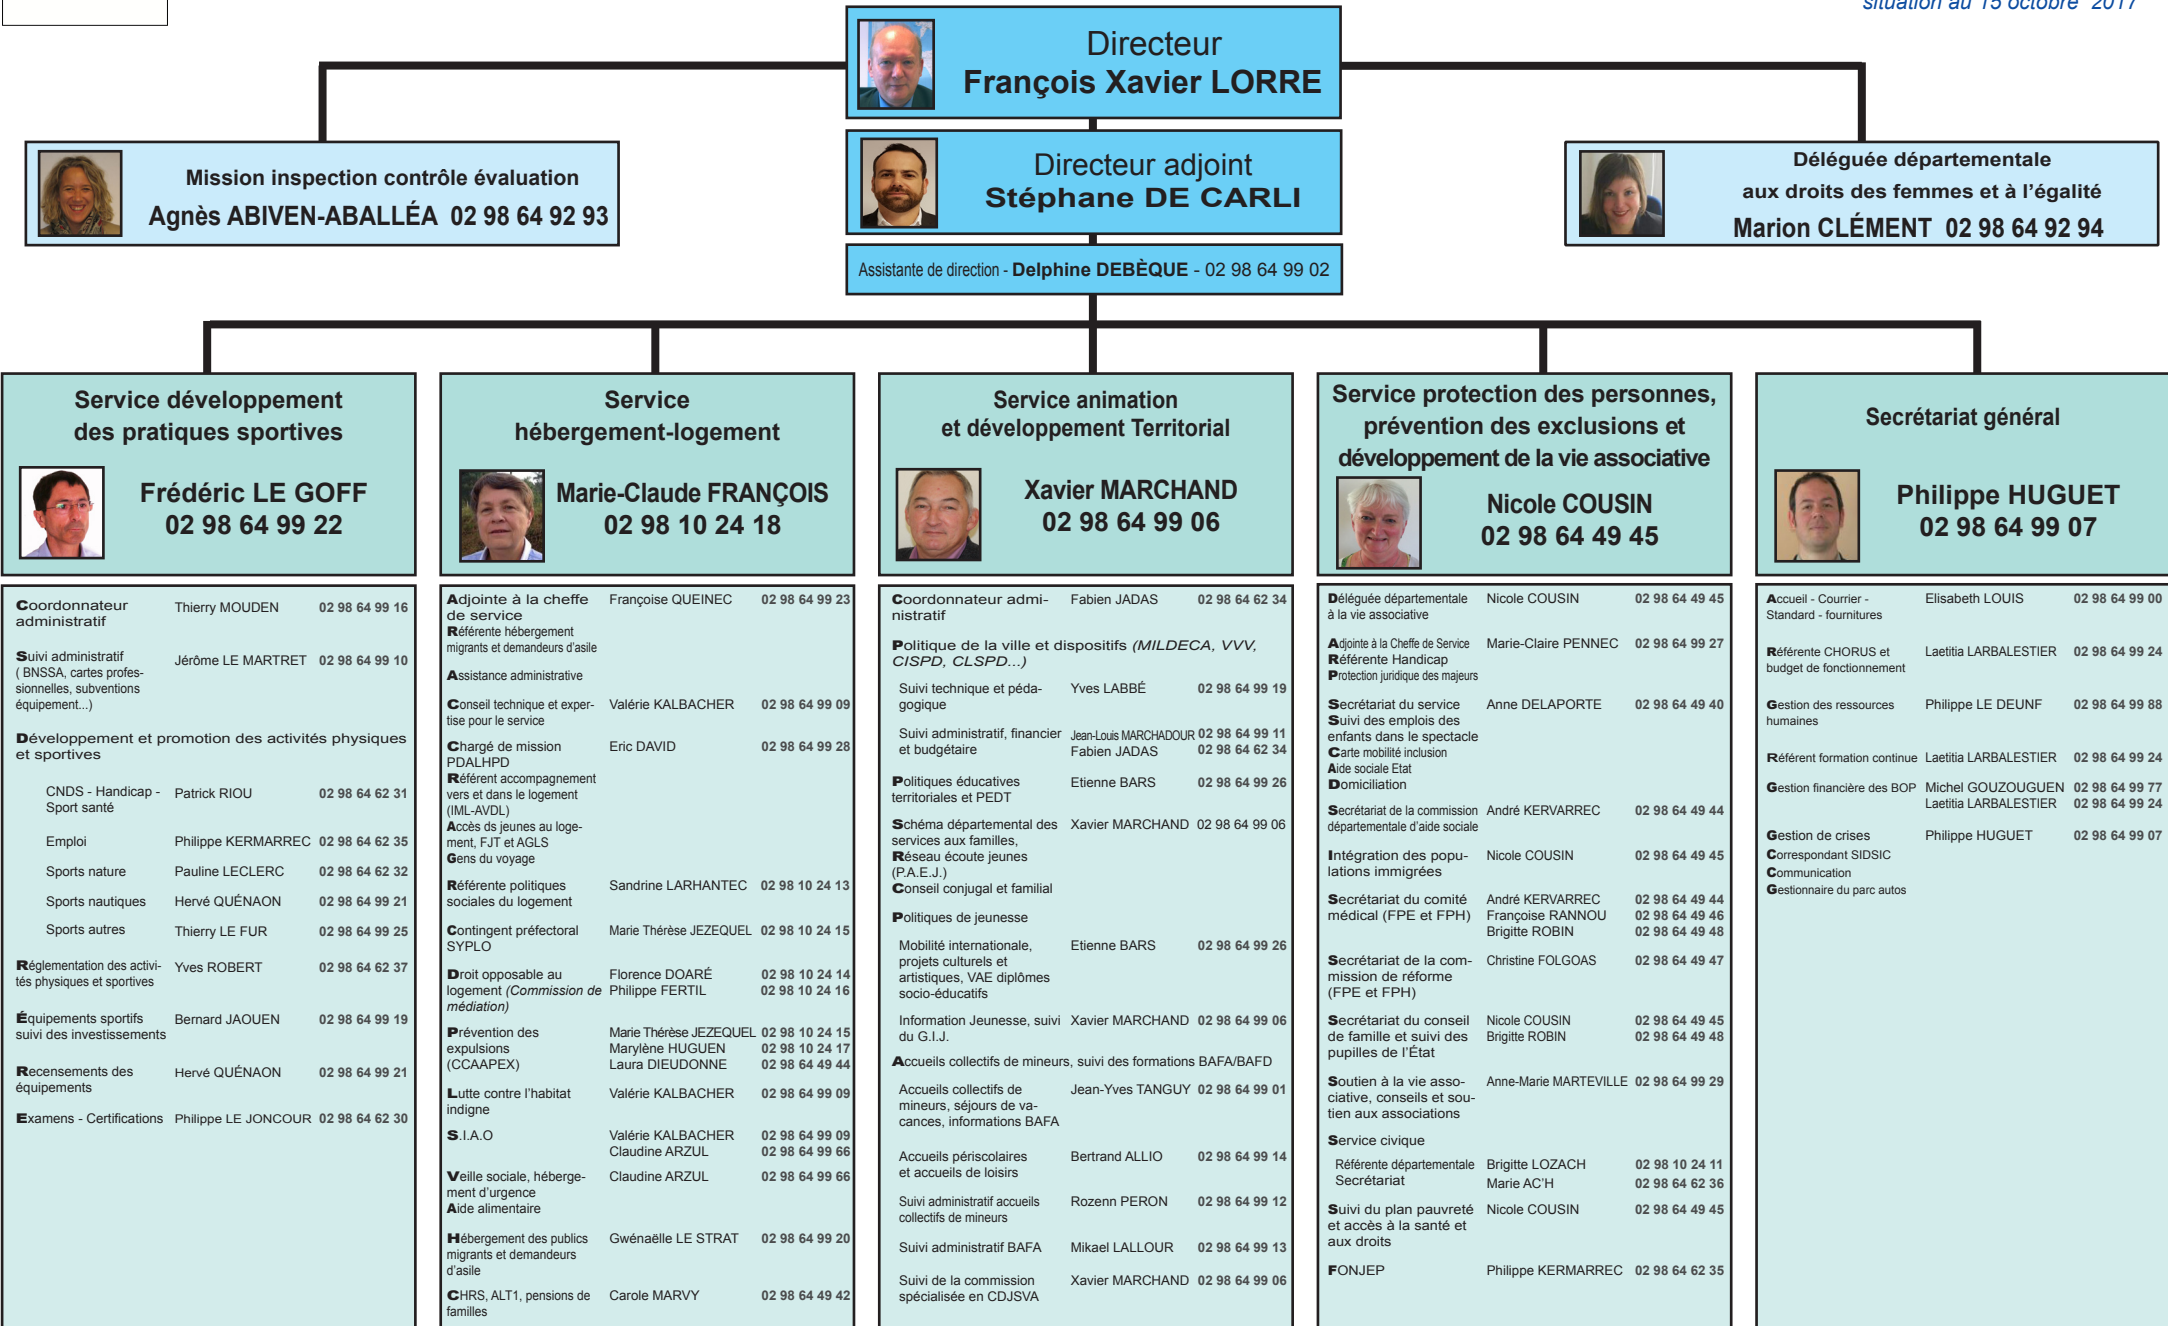 situation au 15 octobre 2017
Directeur
François Xavier LORRE
Mission inspection contrôle évaluation
Agnès ABIVEN-ABALLÉA 02 98 64 92 93
Directeur adjoint
Stéphane DE CARLI
Déléguée départementale
aux droits des femmes et à l'égalité
Marion CLÉMENT 02 98 64 92 94
Assistante de direction - Delphine DEBÈQUE - 02 98 64 99 02
Service développement
des pratiques sportives
Frédéric LE GOFF
02 98 64 99 22
Coordonnateur Thierry MOUDEN 02 98 64 99 16
administratif
Suivi administratif Jérôme LE MARTRET 02 98 64 99 10
( BNSSA, cartes profes-
sionnelles, subventions
équipement...)
Développement et promotion des activités physiques
et sportives
CNDS - Handicap - Patrick RIOU 02 98 64 62 31
Sport santé
Emploi Philippe KERMARREC 02 98 64 62 35
Sports nature Pauline LECLERC 02 98 64 62 32
Sports nautiques Hervé QUÉNAON 02 98 64 99 21
Sports autres Thierry LE FUR 02 98 64 99 25
Réglementation des activi- Yves ROBERT 02 98 64 62 37
tés physiques et sportives
Équipements sportifs Bernard JAOUEN 02 98 64 99 19
suivi des investissements
Recensements des Hervé QUÉNAON 02 98 64 99 21
équipements
Examens - Certifications Philippe LE JONCOUR 02 98 64 62 30
Service
hébergement-logement
Marie-Claude FRANÇOIS
02 98 10 24 18
Adjointe à la cheffe Françoise QUEINEC 02 98 64 99 23
de service
Référente hébergement
migrants et demandeurs d'asile
Assistance administrative
Conseil technique et exper- Valérie KALBACHER 02 98 64 99 09
tise pour le service
Chargé de mission Eric DAVID 02 98 64 99 28
PDALHPD
Référent accompagnement
vers et dans le logement
(IML-AVDL)
Accès ds jeunes au loge-
ment, FJT et AGLS
Gens du voyage
Référente politiques Sandrine LARHANTEC 02 98 10 24 13
sociales du logement
Contingent préfectoral Marie Thérèse JEZEQUEL 02 98 10 24 15
SYPLO
Droit opposable au Florence DOARÉ 02 98 10 24 14
logement (Commission de Philippe FERTIL 02 98 10 24 16
médiation)
Prévention des Marie Thérèse JEZEQUEL 02 98 10 24 15
expulsions Marylène HUGUEN 02 98 10 24 17
(CCAAPEX) Laura DIEUDONNE 02 98 64 49 44
Lutte contre l'habitat Valérie KALBACHER 02 98 64 99 09
indigne
S.I.A.O Valérie KALBACHER 02 98 64 99 09
Claudine ARZUL 02 98 64 99 66
Veille sociale, héberge- Claudine ARZUL 02 98 64 99 66
ment d'urgence
Aide alimentaire
Hébergement des publics Gwénaëlle LE STRAT 02 98 64 99 20
migrants et demandeurs
d'asile
CHRS, ALT1, pensions de Carole MARVY 02 98 64 49 42
familles
Service animation
et développement Territorial
Xavier MARCHAND
02 98 64 99 06
Coordonnateur admi- Fabien JADAS 02 98 64 62 34
nistratif
Politique de la ville et dispositifs (MILDECA, VVV,
CISPD, CLSPD...)
Suivi technique et péda- Yves LABBÉ 02 98 64 99 19
gogique
Suivi administratif, financier Jean-Louis MARCHADOUR 02 98 64 99 11
et budgétaire Fabien JADAS 02 98 64 62 34
Politiques éducatives Etienne BARS 02 98 64 99 26
territoriales et PEDT
Schéma départemental des Xavier MARCHAND 02 98 64 99 06
services aux familles,
Réseau écoute jeunes
(P.A.E.J.)
Conseil conjugal et familial
Politiques de jeunesse
Mobilité internationale, Etienne BARS 02 98 64 99 26
projets culturels et
artistiques, VAE diplômes
socio-éducatifs
Information Jeunesse, suivi Xavier MARCHAND 02 98 64 99 06
du G.I.J.
Accueils collectifs de mineurs, suivi des formations BAFA/BAFD
Accueils collectifs de Jean-Yves TANGUY 02 98 64 99 01
mineurs, séjours de va-
cances, informations BAFA
Accueils périscolaires Bertrand ALLIO 02 98 64 99 14
et accueils de loisirs
Suivi administratif accueils Rozenn PERON 02 98 64 99 12
collectifs de mineurs
Suivi administratif BAFA Mikael LALLOUR 02 98 64 99 13
Suivi de la commission Xavier MARCHAND 02 98 64 99 06
spécialisée en CDJSVA
Service protection des personnes,
prévention des exclusions et
développement de la vie associative
Nicole COUSIN
02 98 64 49 45
Déléguée départementale Nicole COUSIN 02 98 64 49 45
à la vie associative
Adjointe à la Cheffe de Service Marie-Claire PENNEC 02 98 64 99 27
Référente Handicap
Protection juridique des majeurs
Secrétariat du service Anne DELAPORTE 02 98 64 49 40
Suivi des emplois des
enfants dans le spectacle
Carte mobilité inclusion
Aide sociale Etat
Domiciliation
Secrétariat de la commission André KERVARREC 02 98 64 49 44
départementale d'aide sociale
Intégration des popu- Nicole COUSIN 02 98 64 49 45
lations immigrées
Secrétariat du comité André KERVARREC 02 98 64 49 44
médical (FPE et FPH) Françoise RANNOU 02 98 64 49 46
Brigitte ROBIN 02 98 64 49 48
Secrétariat de la com- Christine FOLGOAS 02 98 64 49 47
mission de réforme
(FPE et FPH)
Secrétariat du conseil Nicole COUSIN 02 98 64 49 45
de famille et suivi des Brigitte ROBIN 02 98 64 49 48
pupilles de l'État
Soutien à la vie asso- Anne-Marie MARTEVILLE 02 98 64 99 29
ciative, conseils et sou-
tien aux associations
Service civique
Référente départementale Brigitte LOZACH 02 98 10 24 11
Secrétariat Marie AC'H 02 98 64 62 36
Suivi du plan pauvreté Nicole COUSIN 02 98 64 49 45
et accès à la santé et
aux droits
FONJEP Philippe KERMARREC 02 98 64 62 35
Secrétariat général
Philippe HUGUET
02 98 64 99 07
Accueil - Courrier - Elisabeth LOUIS 02 98 64 99 00
Standard - fournitures
Référente CHORUS et Laetitia LARBALESTIER 02 98 64 99 24
budget de fonctionnement
Gestion des ressources Philippe LE DEUNF 02 98 64 99 88
humaines
Référent formation continue Laetitia LARBALESTIER 02 98 64 99 24
Gestion financière des BOP Michel GOUZOUGUEN 02 98 64 99 77
Laetitia LARBALESTIER 02 98 64 99 24
Gestion de crises Philippe HUGUET 02 98 64 99 07
Correspondant SIDSIC
Communication
Gestionnaire du parc autos